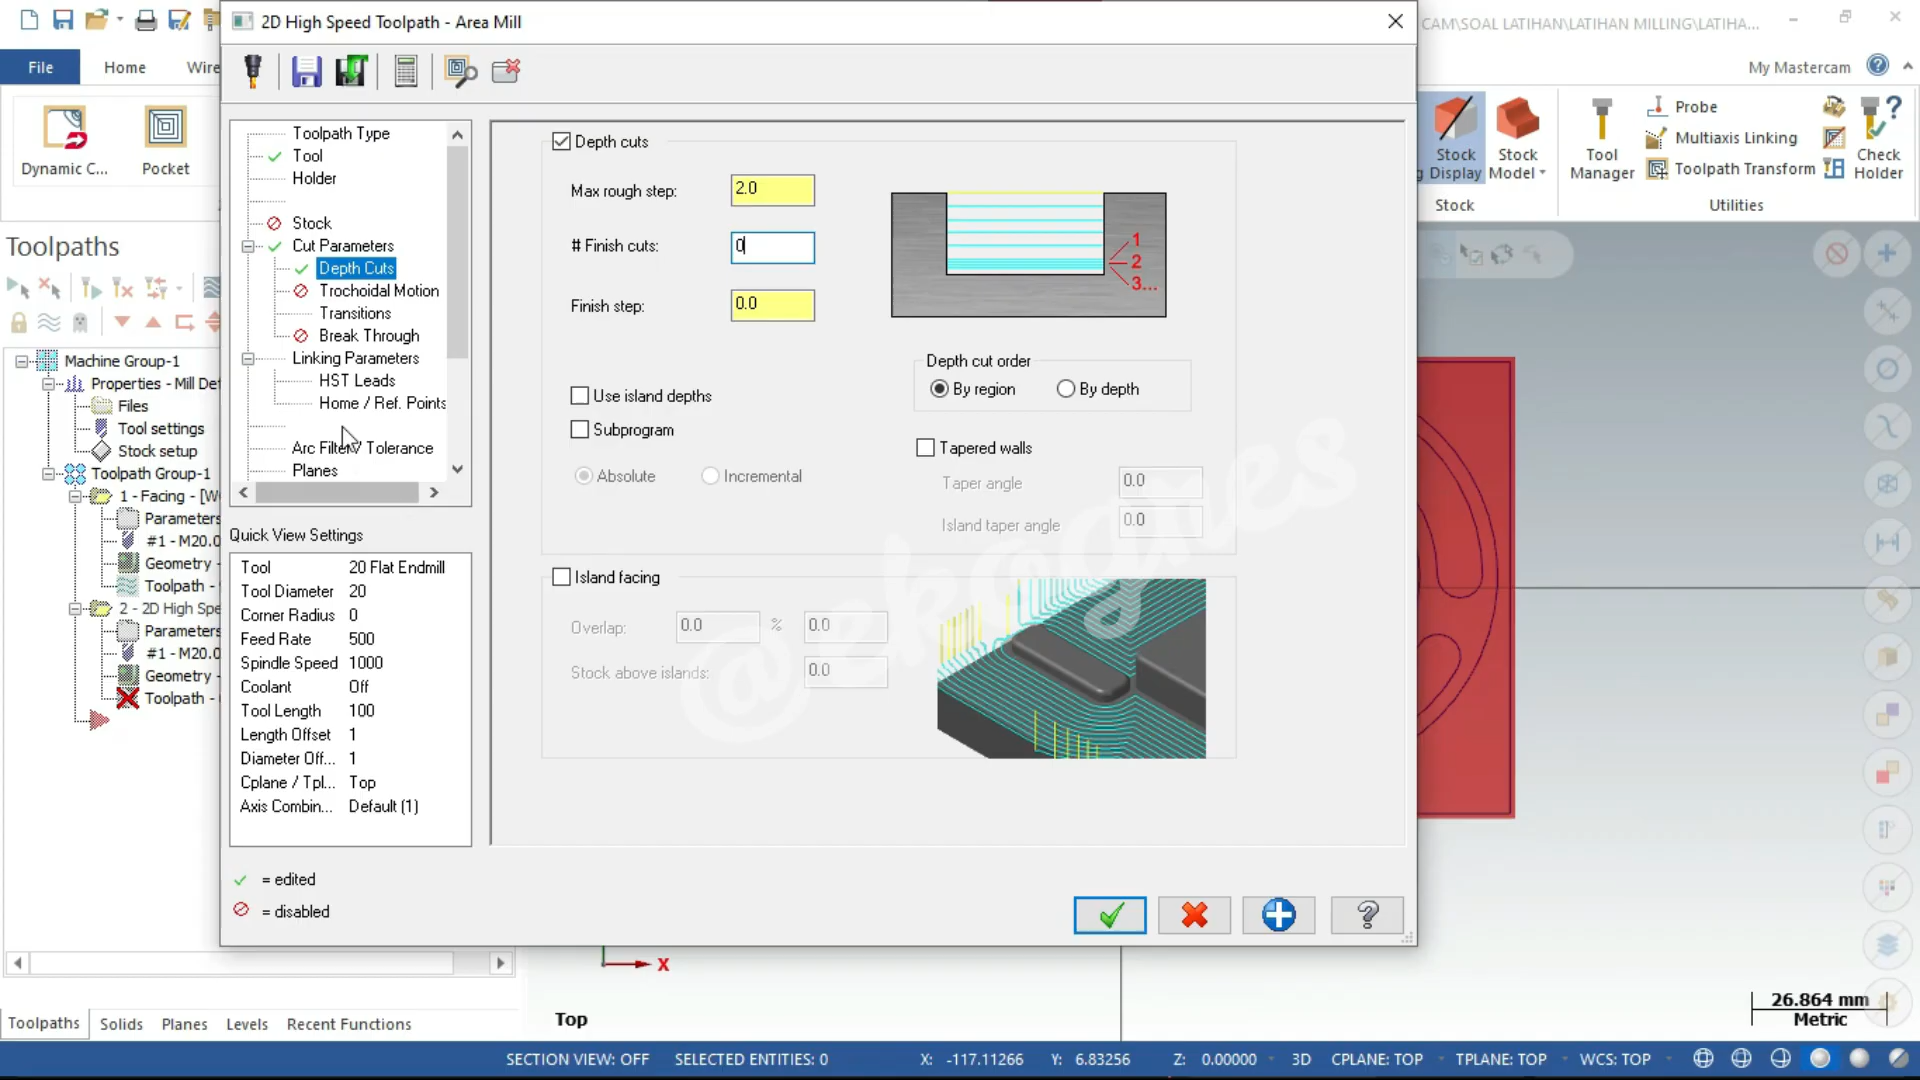 2D High Speed Toolpath - Area Mill
CAM\SOAL LATIHAN\LATIHAN MILLING\LATIHA...
File
Home
Wire
My Mastercam
Dynamic C...
Pocket
Stock Display
Stock Model
Stock
Tool Manager
Probe
Multiaxis Linking
Toolpath Transform
Check Holder
Utilities
Toolpaths
Machine Group-1
Properties - Mill De
Files
Tool settings
Stock setup
Toolpath Group-1
1 - Facing - [W
Parameters
#1 - M20.0
Geometry -
Toolpath -
2 - 2D High Spe
Parameters
#1 - M20.0
Geometry -
Toolpath -
Toolpath Type
Tool
Holder
Stock
Cut Parameters
Depth Cuts
Trochoidal Motion
Transitions
Break Through
Linking Parameters
HST Leads
Home / Ref. Points
Arc Filter / Tolerance
Planes
Quick View Settings
Tool 20 Flat Endmill
Tool Diameter 20
Corner Radius 0
Feed Rate 500
Spindle Speed 1000
Coolant Off
Tool Length 100
Length Offset 1
Diameter Off... 1
Cplane / Tpl... Top
Axis Combin... Default (1)
= edited
= disabled
Depth cuts
Max rough step: 2.0
# Finish cuts: 0
Finish step: 0.0
1
2
3...
Depth cut order
By region By depth
Use island depths
Subprogram
Absolute Incremental
Tapered walls
Taper angle 0.0
Island taper angle 0.0
Island facing
Overlap: 0.0 % 0.0
Stock above islands: 0.0
@ekogres
X
Top
26.864 mm
Metric
Toolpaths Solids Planes Levels Recent Functions
SECTION VIEW: OFF SELECTED ENTITIES: 0 X: -117.11266 Y: 6.83256 Z: 0.00000 3D CPLANE: TOP TPLANE: TOP WCS: TOP